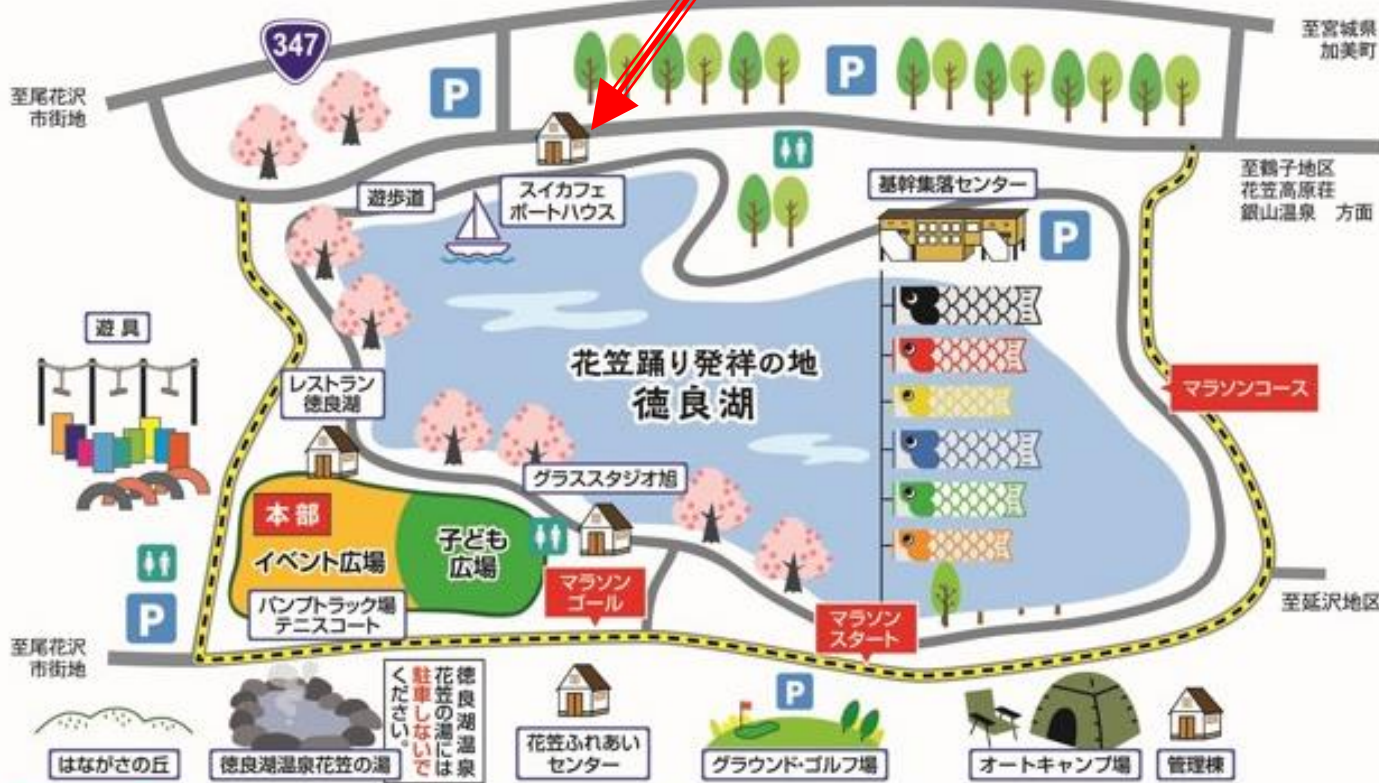 347
至宮城県
加美町
至尾花沢
市街地
P
P
至鶴子地区
花笠高原荘
銀山温泉 方面
遊歩道
スイカフェ
ボートハウス
基幹集落センター
P
遊具
花笠踊り発祥の地
徳良湖
レストラン
徳良湖
マラソンコース
グラススタジオ旭
本部
イベント広場
子ども
広場
マラソン
ゴール
バンプトラック場
テニスコート
P
マラソン
スタート
至延沢地区
至尾花沢
市街地
徳良湖温泉
花笠の湯には
駐車しないで
ください。
P
はながさの丘
徳良湖温泉花笠の湯
花笠ふれあい
センター
グラウンド・ゴルフ場
オートキャンプ場
管理棟